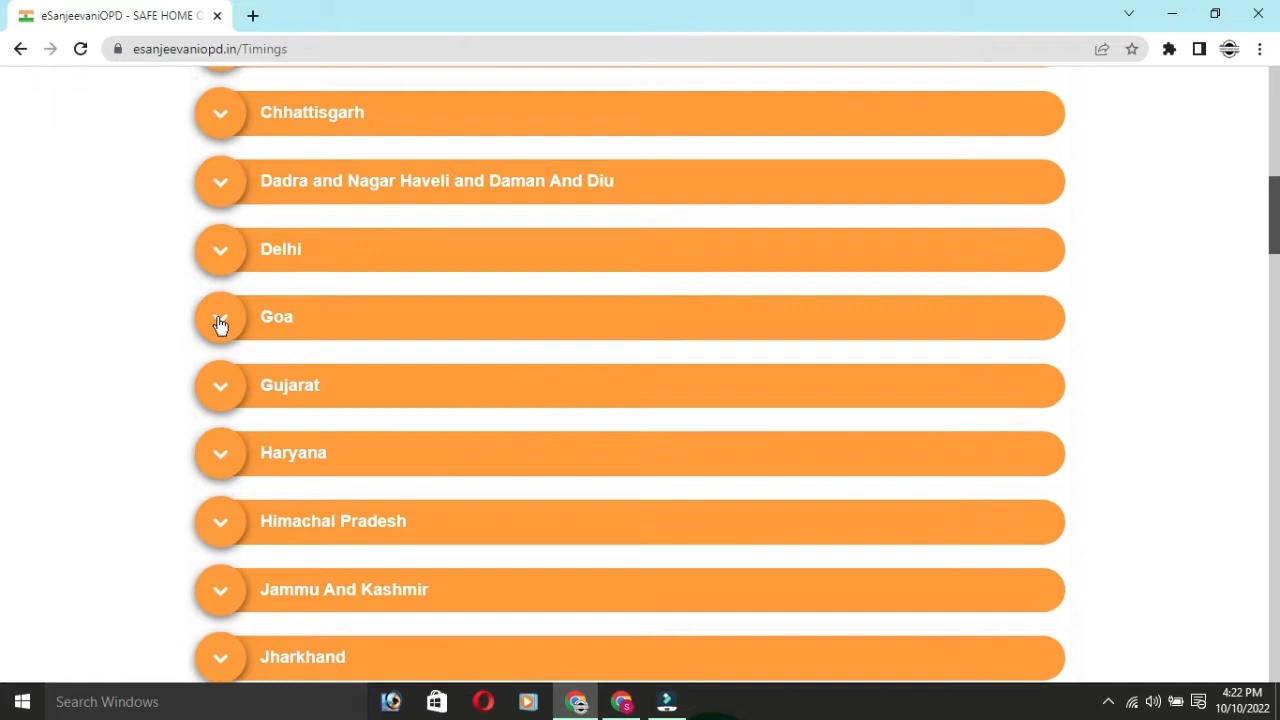 eSanjeevaniOPD - SAFE HOME O
esanjeevaniopd.in/Timings
Chhattisgarh
Dadra and Nagar Haveli and Daman And Diu
Delhi
Goa
Gujarat
Haryana
Himachal Pradesh
Jammu And Kashmir
Jharkhand
Search Windows
4:22 PM
10/10/2022